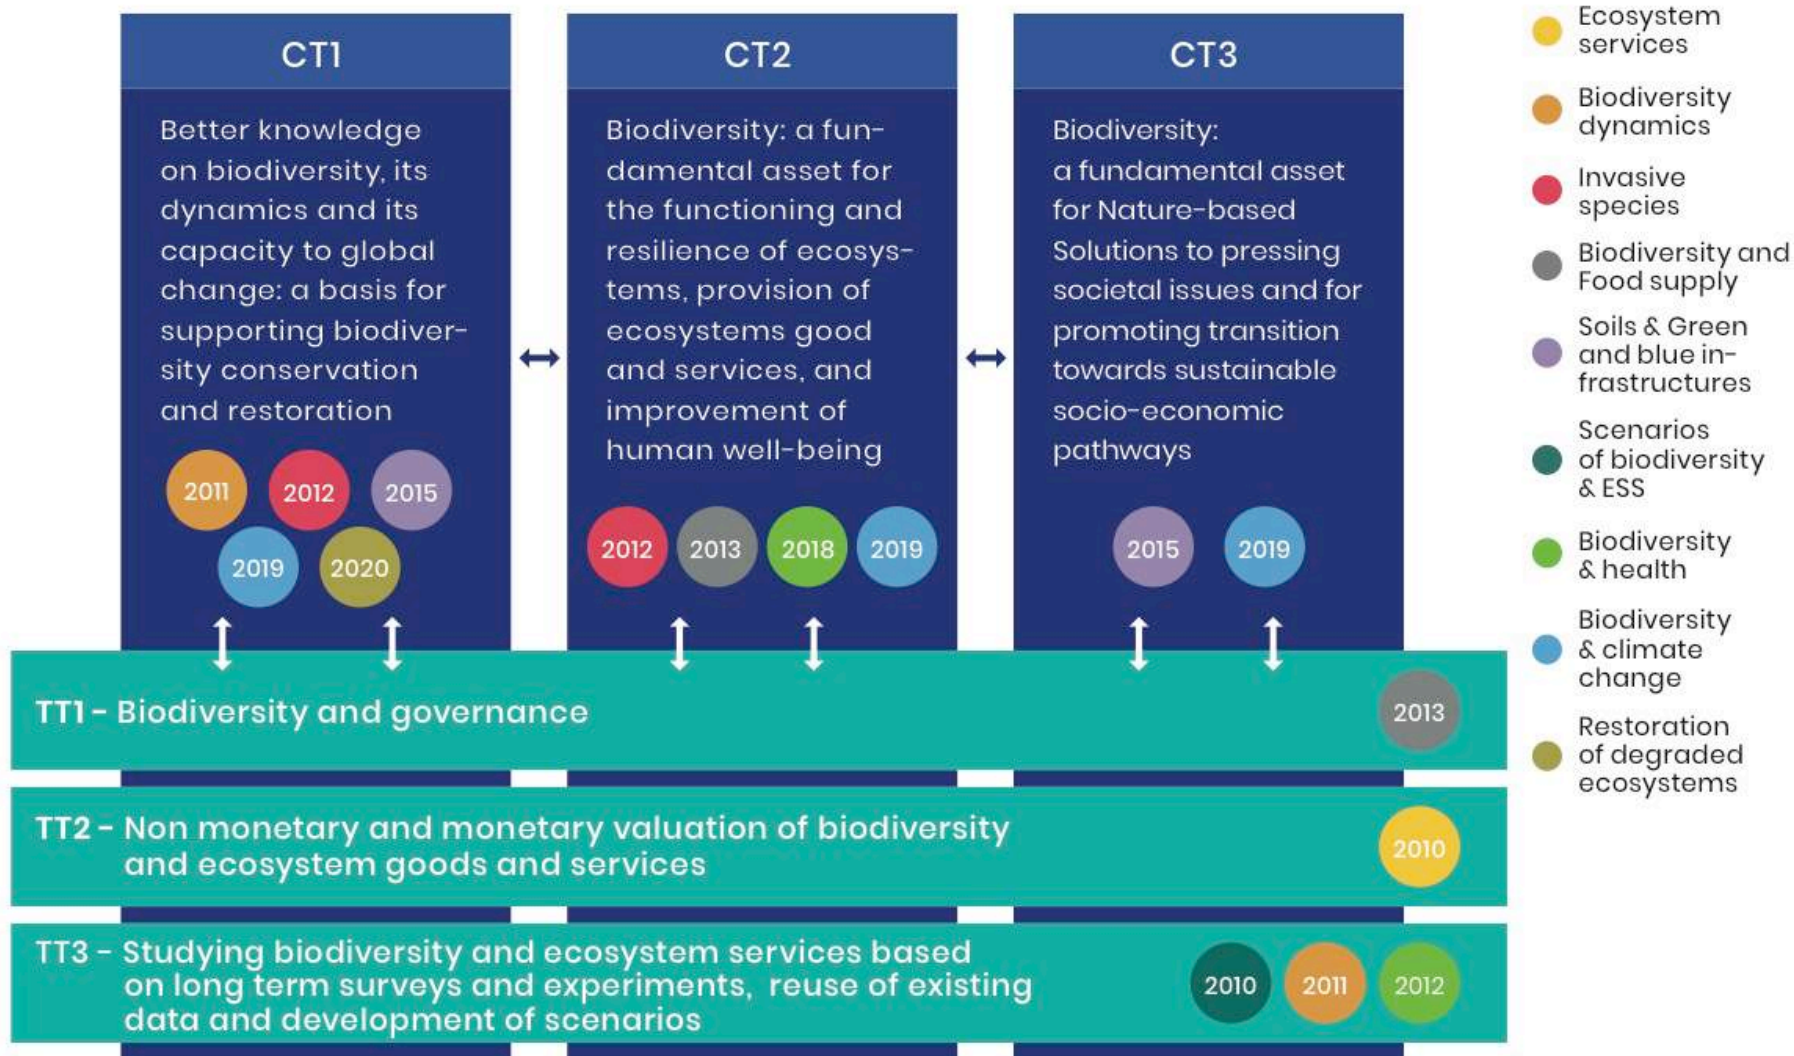 CT1
Better knowledge
on biodiversity, its
dynamics and its
capacity to global
change: a basis for
supporting biodiver-
sity conservation
and restoration
2011
2012
2015
2019
2020
CT2
Biodiversity: a fun-
damental asset for
the functioning and
resilience of ecosys-
tems, provision of
ecosystems good
and services, and
improvement of
human well-being
2012
2013
2018
2019
CT3
Biodiversity:
a fundamental asset
for Nature-based
Solutions to pressing
societal issues and for
promoting transition
towards sustainable
socio-economic
pathways
2015
2019
TT1 - Biodiversity and governance
2013
TT2 - Non monetary and monetary valuation of biodiversity
and ecosystem goods and services
2010
TT3 - Studying biodiversity and ecosystem services based
on long term surveys and experiments, reuse of existing
data and development of scenarios
2010
2011
2012
Ecosystem
services
Biodiversity
dynamics
Invasive
species
Biodiversity and
Food supply
Soils & Green
and blue in-
frastructures
Scenarios
of biodiversity
& ESS
Biodiversity
& health
Biodiversity
& climate
change
Restoration
of degraded
ecosystems